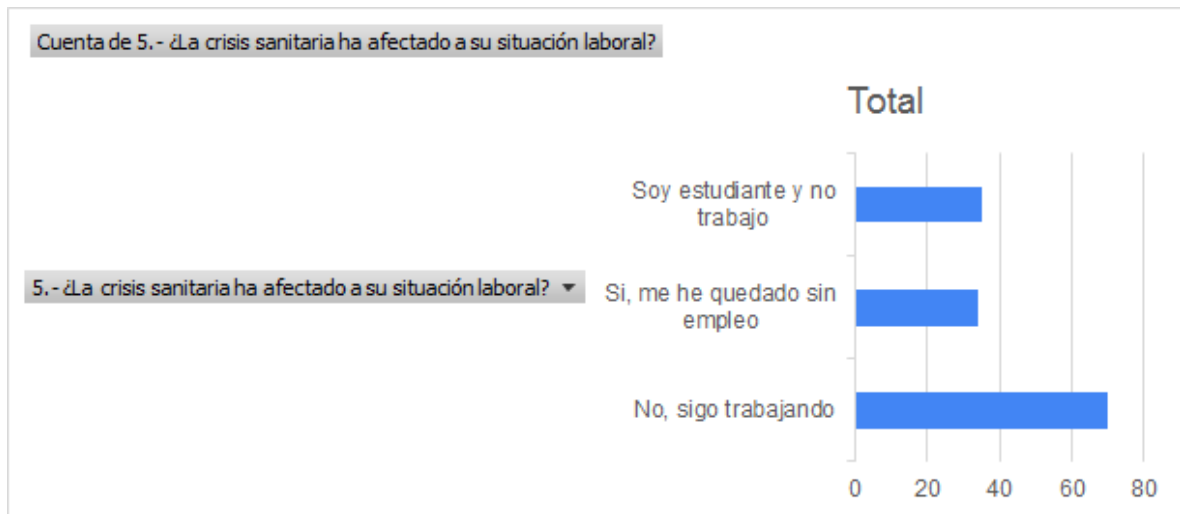 Cuenta de 5.- ¿La crisis sanitaria ha afectado a su situación laboral?
Total
Soy estudiante y no
trabajo
5.- ¿La crisis sanitaria ha afectado a su situación laboral?
Si, me he quedado sin
empleo
No, sigo trabajando
0 20 40 60 80